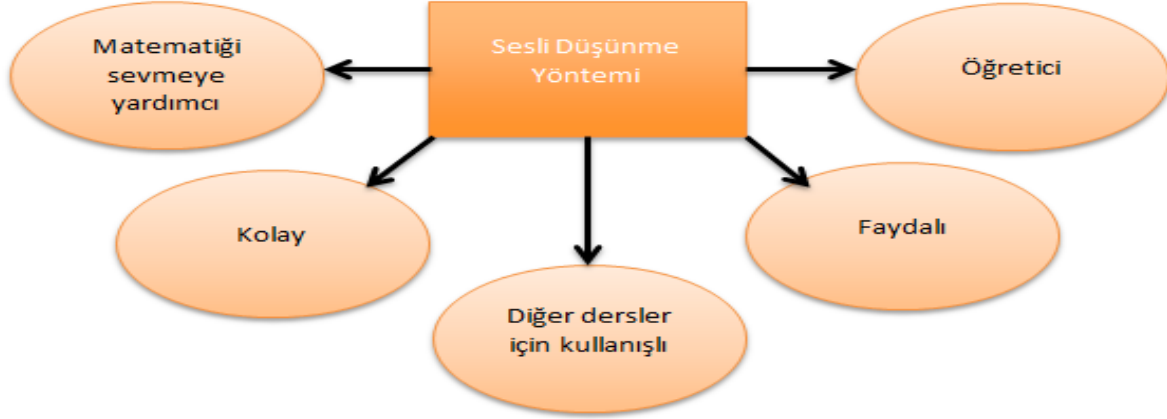 Sesli Düşünme
Yöntemi
Matematiği
sevmeye
yardımcı
Öğretici
Kolay
Faydalı
Diğer dersler
için kullanışlı